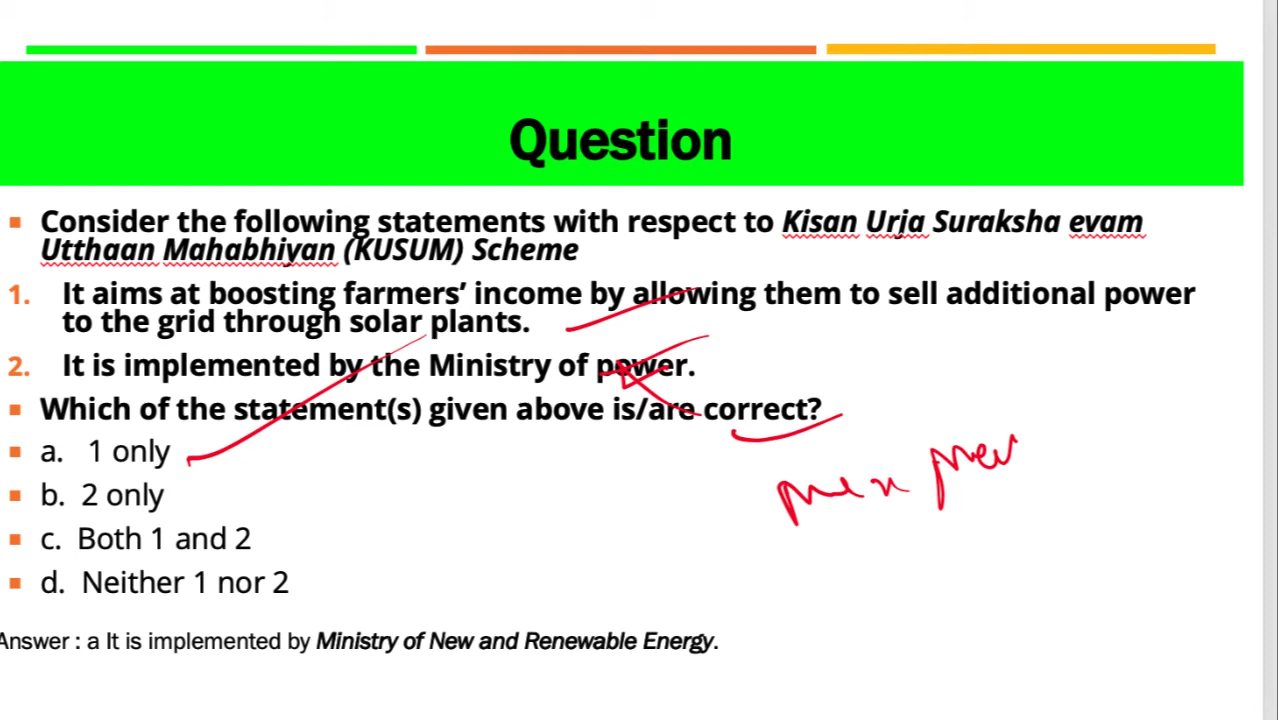 Question
Consider the following statements with respect to Kisan Urja Suraksha evam
Utthaan Mahabhiyan (KUSUM) Scheme
1. It aims at boosting farmers’ income by allowing them to sell additional power
to the grid through solar plants.
2. It is implemented by the Ministry of power.
Which of the statement(s) given above is/are correct?
a. 1 only
b. 2 only
c. Both 1 and 2
d. Neither 1 nor 2
Answer : a It is implemented by Ministry of New and Renewable Energy.